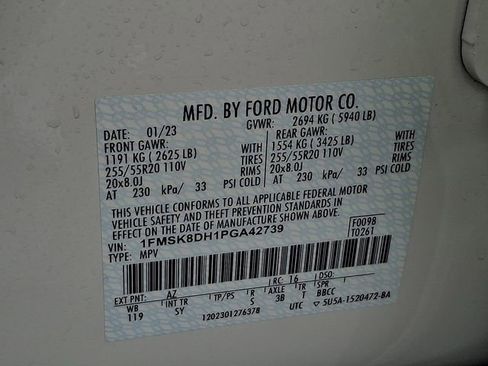 MFD. BY FORD MOTOR CO.
DATE: 01/23 GVWR: 2694 KG ( 5940 LB)
FRONT GAWR: REAR GAWR:
1191 KG ( 2625 LB) WITH 1554 KG ( 3425 LB) WITH
255/55R20 110V TIRES 255/55R20 110V TIRES
20x8.0J RIMS 20x8.0J RIMS
AT 230 kPa/ 33 PSI COLD AT 230 kPa/ 33 PSI COLD
THIS VEHICLE CONFORMS TO ALL APPLICABLE FEDERAL MOTOR
VEHICLE SAFETY AND THEFT PREVENTION STANDARDS IN
EFFECT ON THE DATE OF MANUFACTURE SHOWN ABOVE.
VIN: 1FMSK8DH1PGA42739 F0098
TYPE: MPV T0261
RC: 16 DSO:
EXT PNT: AZ
WB INT TR TP/PS R AXLE TR SPR
119 SY S 3B T BBCC
1202301276378 UTC 5U5A-1520472-BA